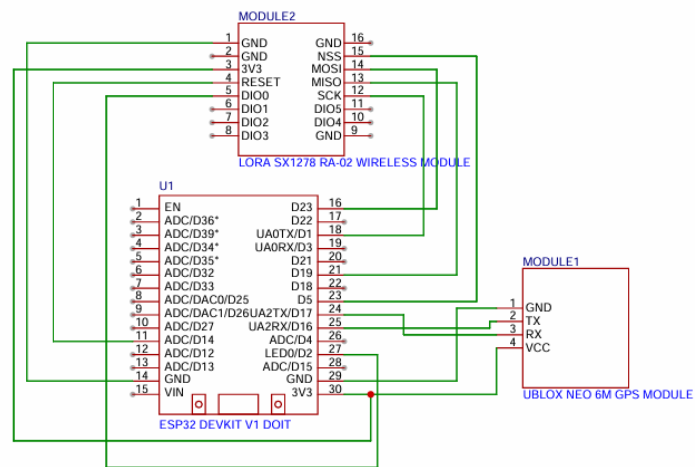 MODULE2
1 GND GND 16
2 GND NSS 15
3 3V3 MOSI 14
4 RESET MISO 13
5 DIO0 SCK 12
6 DIO1 DIO5 11
7 DIO2 DIO4 10
8 DIO3 GND 9
LORA SX1278 RA-02 WIRELESS MODULE
U1
1 EN D23 16
2 ADC/D36* D22 17
3 ADC/D39* UA0TX/D1 18
4 ADC/D34* UA0RX/D3 19
5 ADC/D35* D21 20
6 ADC/D32 D19 21
7 ADC/D33 D18 22
8 ADC/DAC0/D25 D5 23
9 ADC/DAC1/D26 UA2TX/D17 24
10 ADC/D27 UA2RX/D16 25
11 ADC/D14 ADC/D4 26
12 ADC/D12 LED0/D2 27
13 ADC/D13 ADC/D15 28
14 GND GND 29
15 VIN 3V3 30
ESP32 DEVKIT V1 DOIT
MODULE1
1 GND
2 TX
3 RX
4 VCC
UBLOX NEO 6M GPS MODULE